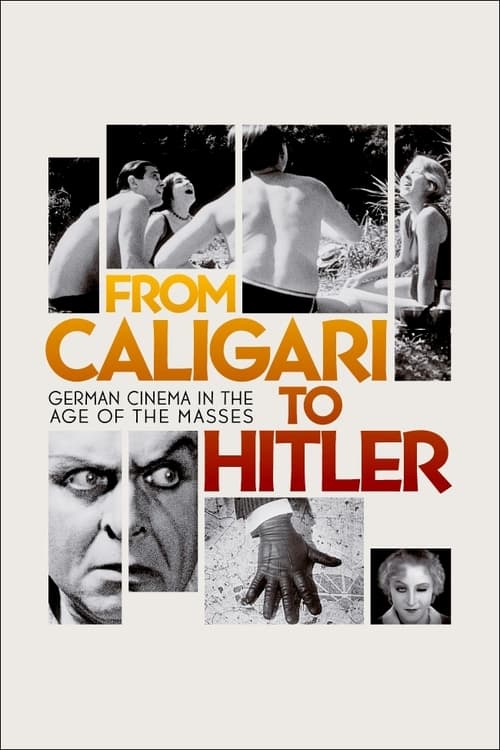 FROM
CALIGARI
GERMAN CINEMA IN THE
AGE OF THE MASSES
TO
HITLER